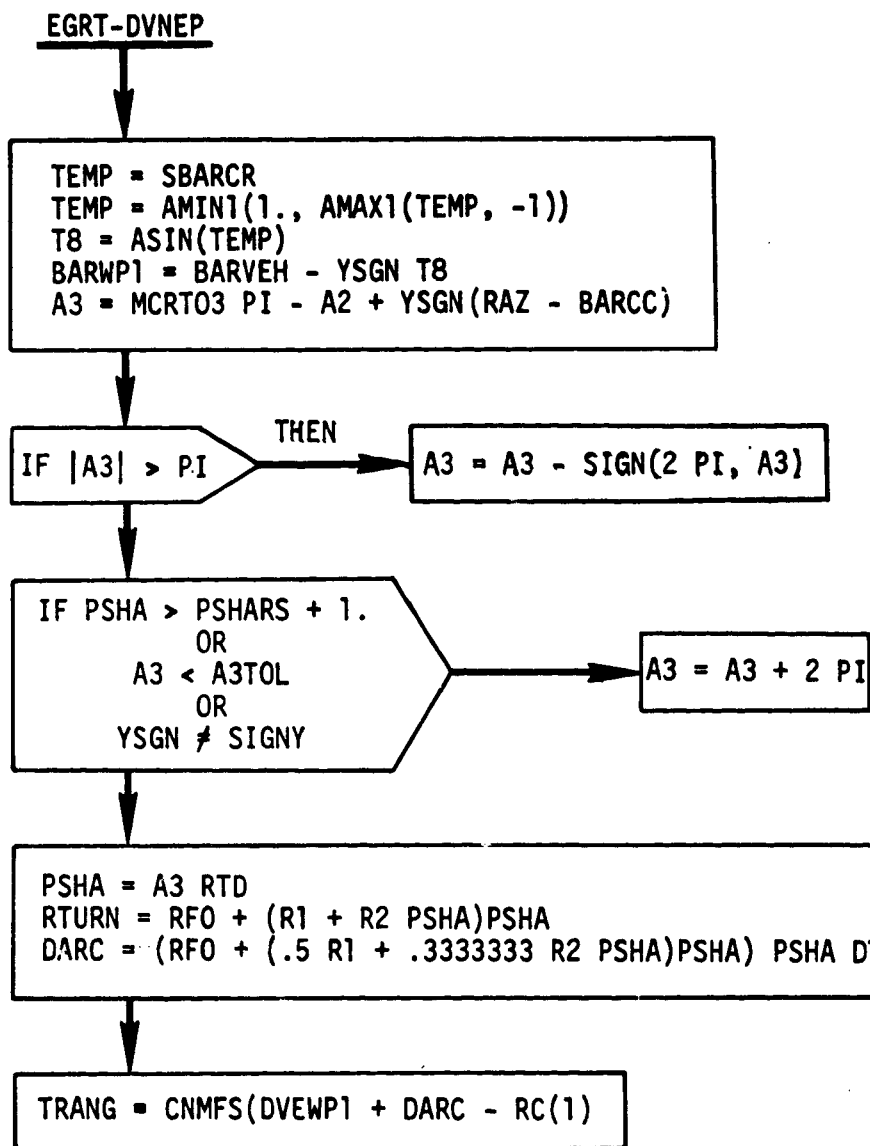 EGRT-DVNEP
TEMP = SBARCR
TEMP = AMIN1(1., AMAX1(TEMP, -1))
T8 = ASIN(TEMP)
BARWP1 = BARVEH - YSGN T8
A3 = MCRTO3 PI - A2 + YSGN(RAZ - BARCC)
IF |A3| > PI
THEN
A3 = A3 - SIGN(2 PI, A3)
IF PSHA > PSHARS + 1.
OR
A3 < A3TOL
OR
YSGN ≠ SIGNY
A3 = A3 + 2 PI
PSHA = A3 RTD
RTURN = RFO + (R1 + R2 PSHA)PSHA
DARC = (RFO + (.5 R1 + .3333333 R2 PSHA)PSHA) PSHA
TRANG = CNMFS(DVEWP1 + DARC - RC(1)